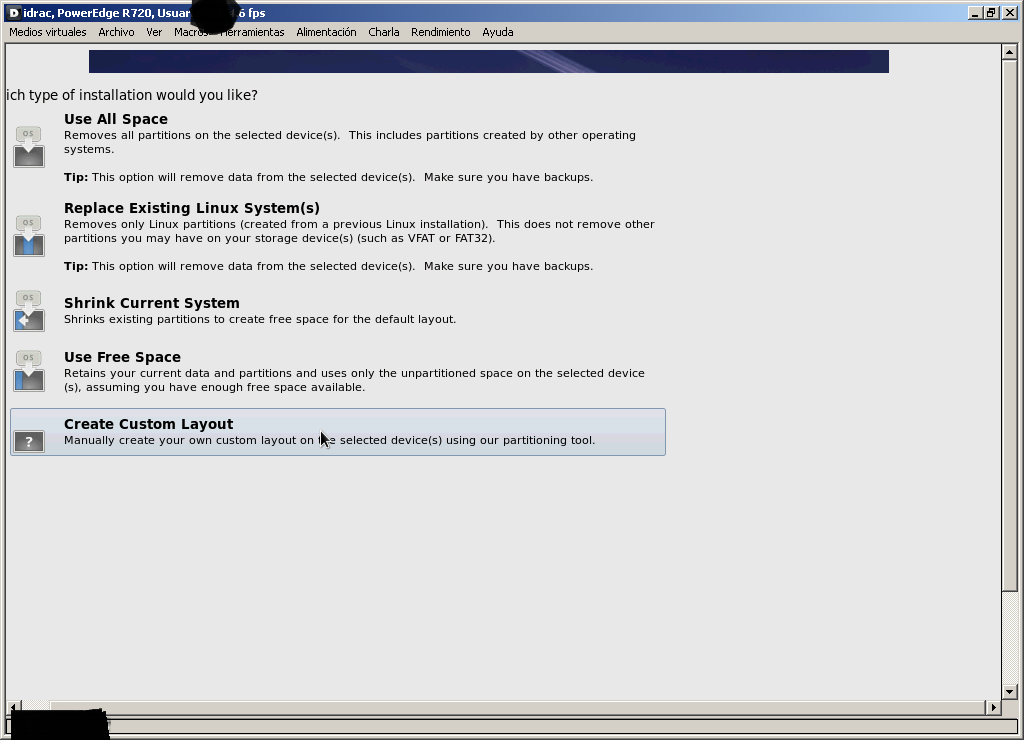 idrac, PowerEdge R720, Usuar fps
Medios virtuales Archivo Ver Macros Herramientas Alimentación Charla Rendimiento Ayuda
ich type of installation would you like?
Use All Space
Removes all partitions on the selected device(s). This includes partitions created by other operating
systems.
Tip: This option will remove data from the selected device(s). Make sure you have backups.
Replace Existing Linux System(s)
Removes only Linux partitions (created from a previous Linux installation). This does not remove other
partitions you may have on your storage device(s) (such as VFAT or FAT32).
Tip: This option will remove data from the selected device(s). Make sure you have backups.
Shrink Current System
Shrinks existing partitions to create free space for the default layout.
Use Free Space
Retains your current data and partitions and uses only the unpartitioned space on the selected device
(s), assuming you have enough free space available.
Create Custom Layout
Manually create your own custom layout on the selected device(s) using our partitioning tool.
OS
OS
OS
OS
?